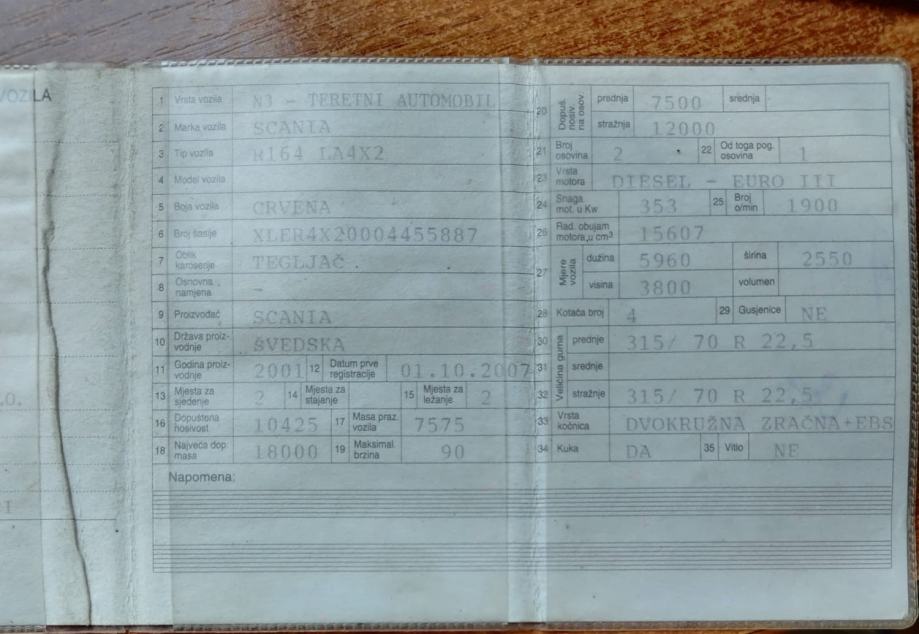 VOZILA
1 Vrsta vozila N3 - TERETNI AUTOMOBIL
2 Marka vozila SCANIA
3 Tip vozila R164 LA4X2
4 Model vozila
5 Boja vozila CRVENA
6 Broj šasije XLER4X20004455887
7 Oblik karoserije TEGLJAČ
8 Osnovna namjena -
9 Proizvođač SCANIA
10 Država proiz-vodnje ŠVEDSKA
11 Godina proiz-vodnje 2001 12 Datum prve registracije 01.10.2007
13 Mjesta za sjedenje 2 14 Mjesta za stajanje 15 Mjesta za ležanje 2
16 Dopuštena nosivost 10425 17 Masa praz. vozila 7575
18 Najveća dop. masa 18000 19 Maksimal. brzina 90
Napomena:
20 Dopuš. nosiv. na osov. prednja 7500 srednja
stražnja 12000
21 Broj osovina 2 22 Od toga pog. osovina 1
23 Vrsta motora DIESEL - EURO III
24 Snaga mot. u Kw 353 25 Broj o/min 1900
26 Rad. obujam motora,u cm³ 15607
27 Mjere vozila dužina 5960 širina 2550
visina 3800 volumen
28 Kotača broj 4 29 Gusjenice NE
30 Veličina guma prednje 315/ 70 R 22,5
31 srednje
32 stražnje 315/ 70 R 22,5
33 Vrsta kočnica DVOKRUŽNA ZRAČNA+EBS
34 Kuka DA 35 Vitlo NE